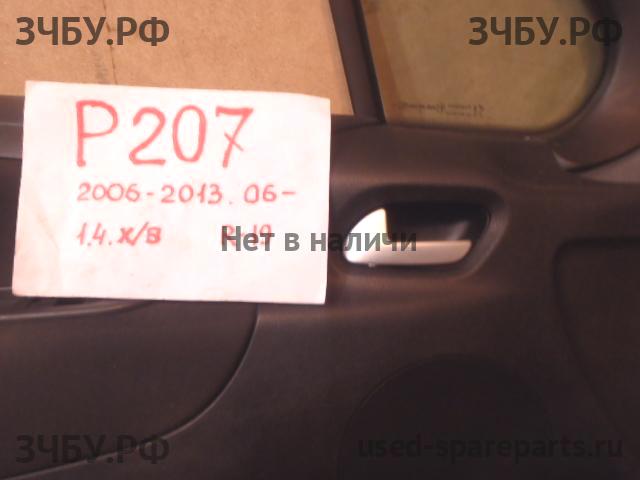 ЗЧБУ.РФ
ЗЧБУ.РФ
P207
2006-2013. 06-
1,4. х/в
Нет в наличи
ЗЧБУ.РФ
used-spareparts.ru